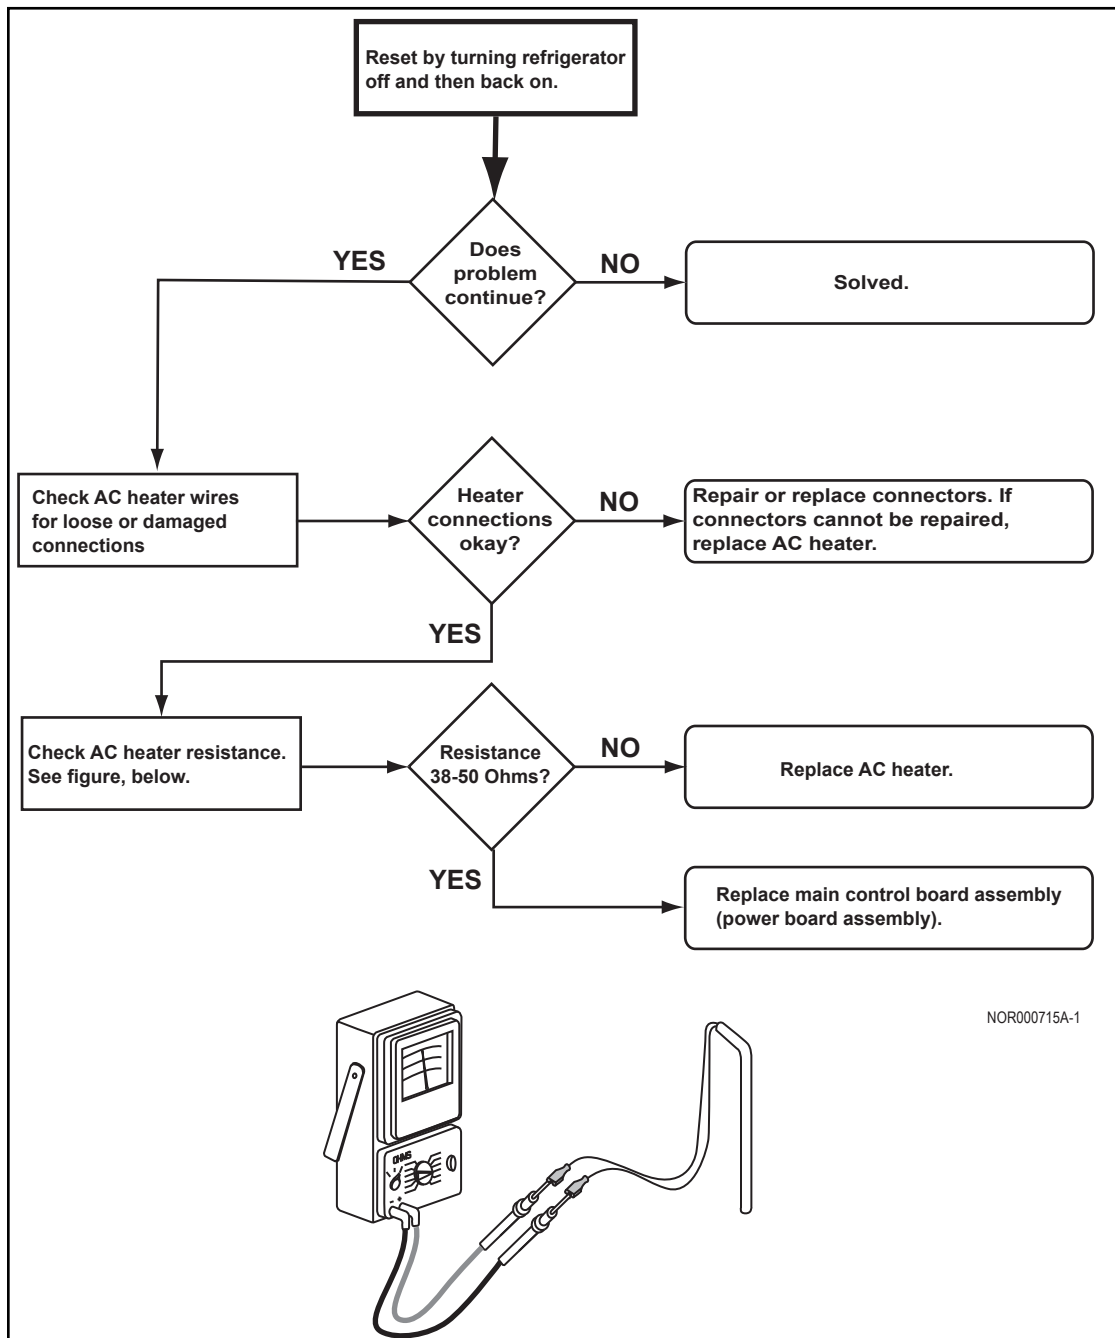 Reset by turning refrigerator
off and then back on.
Does
problem
continue?
YES
NO
Solved.
Check AC heater wires
for loose or damaged
connections
Heater
connections
okay?
NO
Repair or replace connectors. If
connectors cannot be repaired,
replace AC heater.
YES
Check AC heater resistance.
See figure, below.
Resistance
38-50 Ohms?
NO
Replace AC heater.
YES
Replace main control board assembly
(power board assembly).
NOR000715A-1
OHMS
- +